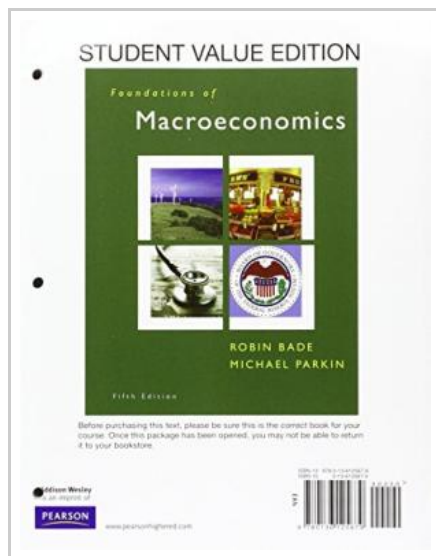 STUDENT VALUE EDITION
Foundations of
Macroeconomics
ROBIN BADE
MICHAEL PARKIN
Fifth Edition
Before purchasing this text, please be sure this is the correct book for your
course. Once this package has been opened, you may not be able to return
it to your bookstore.
ddison Wesley
is an imprint of
PEARSON
www.pearsonhighered.com